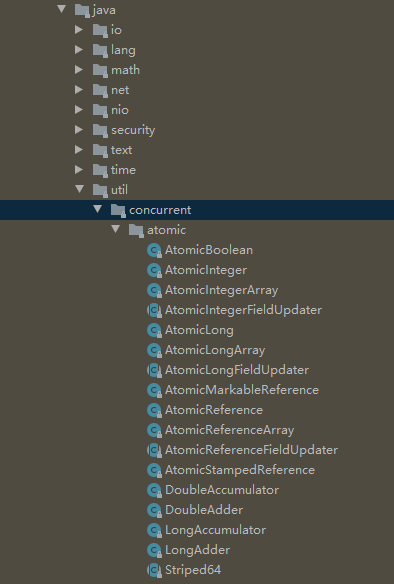 java
io
lang
math
net
nio
security
text
time
util
concurrent
atomic
AtomicBoolean
AtomicInteger
AtomicIntegerArray
AtomicIntegerFieldUpdater
AtomicLong
AtomicLongArray
AtomicLongFieldUpdater
AtomicMarkableReference
AtomicReference
AtomicReferenceArray
AtomicReferenceFieldUpdater
AtomicStampedReference
DoubleAccumulator
DoubleAdder
LongAccumulator
LongAdder
Striped64